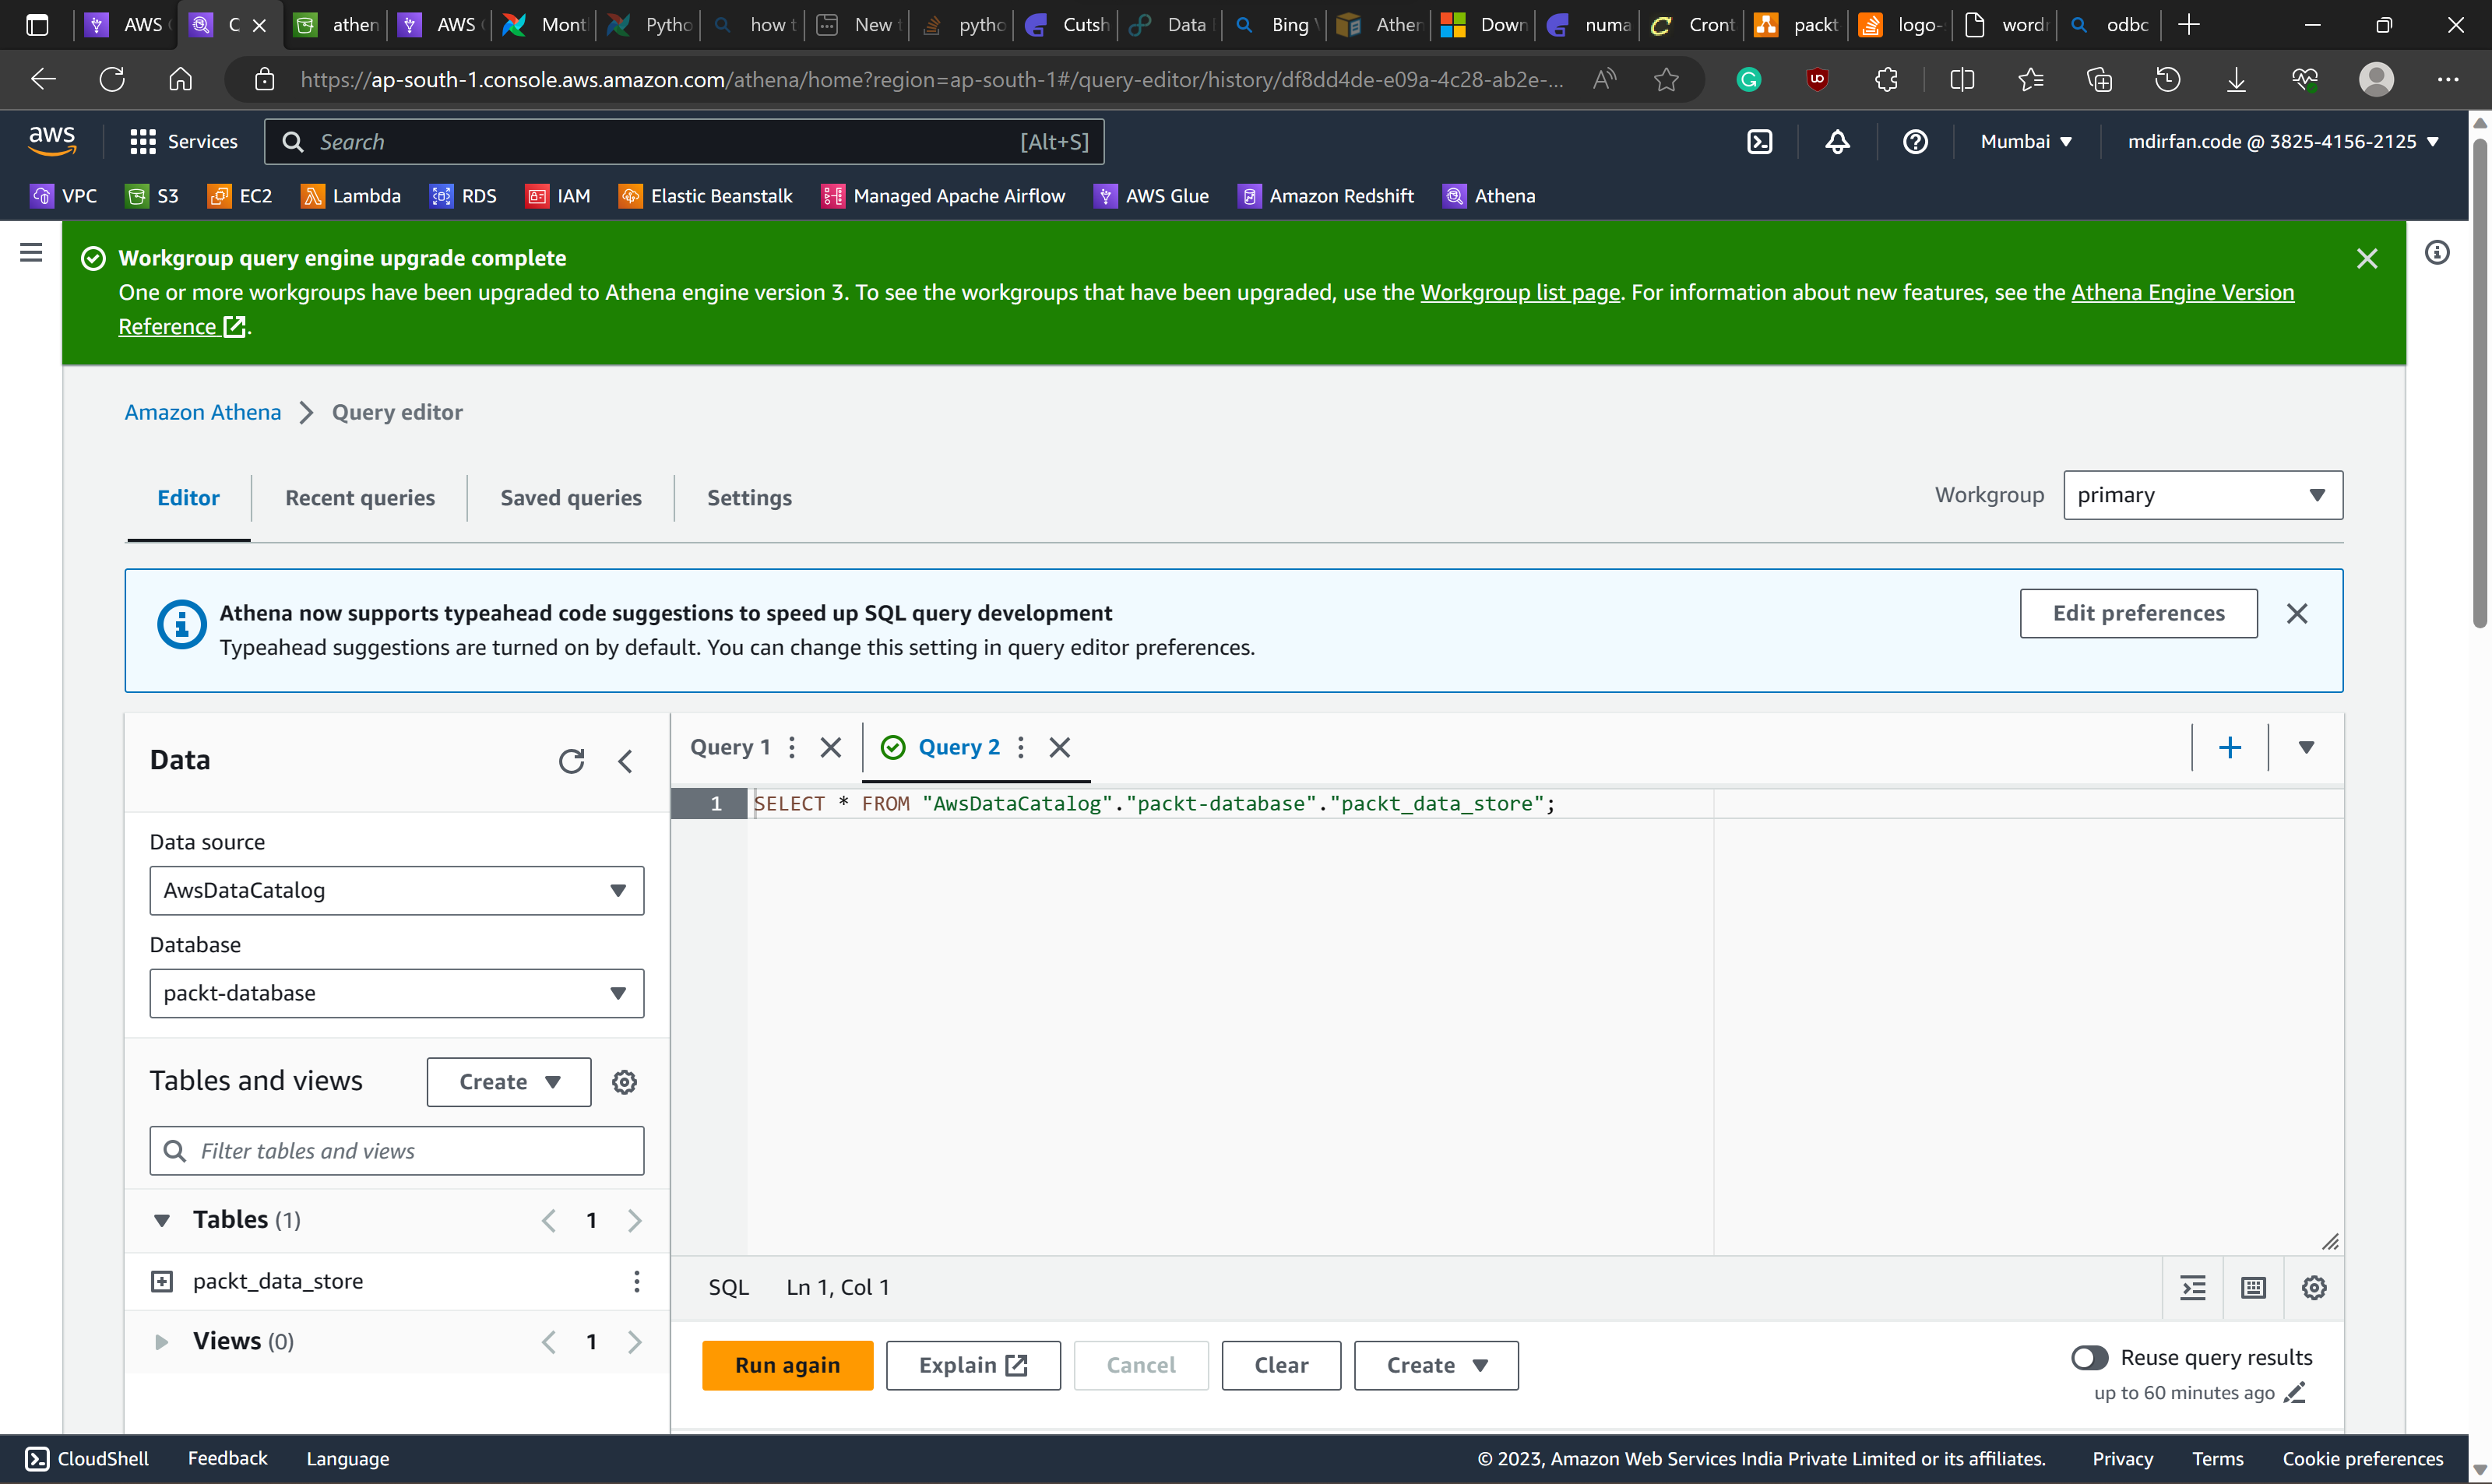 AWS
C
athen
AWS
Mont
Pytho
how t
New t
pytho
Cutsh
Data
Bing
Ather
Down
numa
Cront
packt
logo-
wordr
odbc
https://ap-south-1.console.aws.amazon.com/athena/home?region=ap-south-1#/query-editor/history/df8dd4de-e09a-4c28-ab2e-...
aws
Services
Search
[Alt+S]
Mumbai
mdirfan.code @ 3825-4156-2125
VPC
S3
EC2
Lambda
RDS
IAM
Elastic Beanstalk
Managed Apache Airflow
AWS Glue
Amazon Redshift
Athena
Workgroup query engine upgrade complete
One or more workgroups have been upgraded to Athena engine version 3. To see the workgroups that have been upgraded, use the Workgroup list page. For information about new features, see the Athena Engine Version
Reference.
Amazon Athena > Query editor
Editor
Recent queries
Saved queries
Settings
Workgroup
primary
Athena now supports typeahead code suggestions to speed up SQL query development
Typeahead suggestions are turned on by default. You can change this setting in query editor preferences.
Edit preferences
Data
Data source
AwsDataCatalog
Database
packt-database
Tables and views
Create
Filter tables and views
Tables (1)
1
packt_data_store
Views (0)
1
Query 1
Query 2
1
SELECT * FROM "AwsDataCatalog"."packt-database"."packt_data_store";
SQL
Ln 1, Col 1
Run again
Explain
Cancel
Clear
Create
Reuse query results
up to 60 minutes ago
CloudShell
Feedback
Language
© 2023, Amazon Web Services India Private Limited or its affiliates.
Privacy
Terms
Cookie preferences